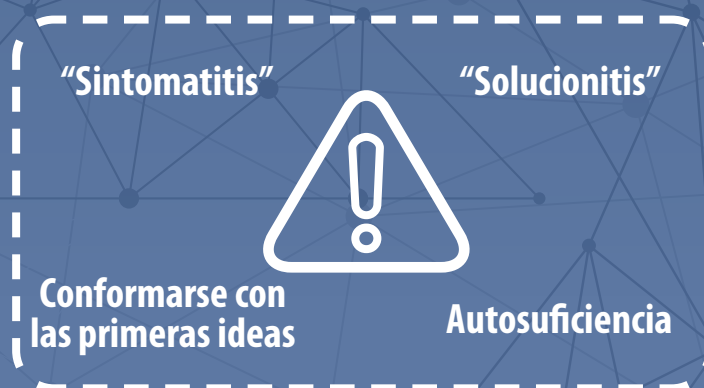 “Sintomatitis”
“Solucionitis”
Conformarse con
las primeras ideas
Autosuficiencia